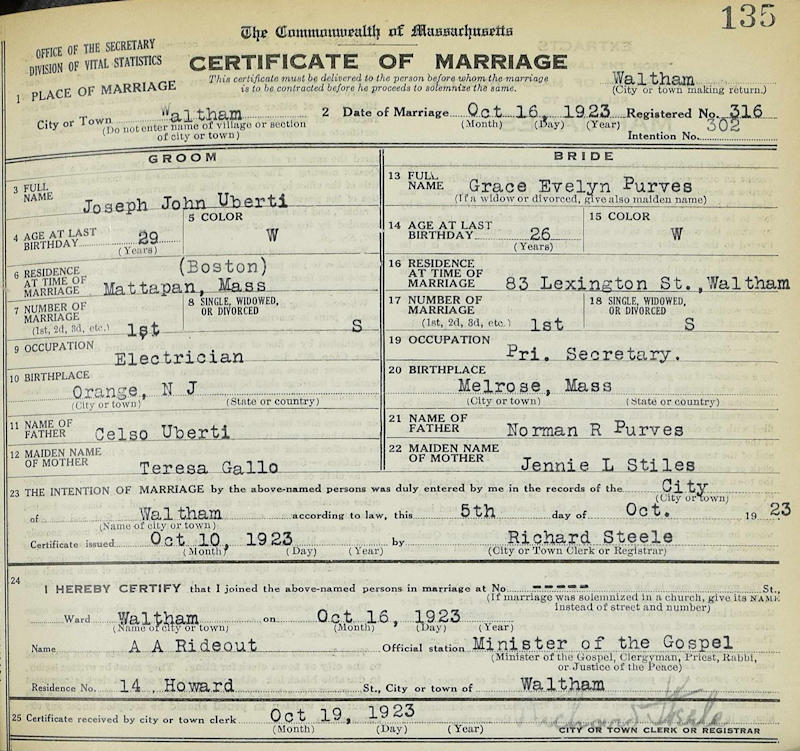 135
The Commonwealth of Massachusetts
OFFICE OF THE SECRETARY
DIVISION OF VITAL STATISTICS
CERTIFICATE OF MARRIAGE
This certificate must be delivered to the person before whom the marriage
is to be contracted before he proceeds to solemnize the same.
Waltham
(City or town making return.)
1 PLACE OF MARRIAGE
City or Town Waltham
(Do not enter name of village or section
of city or town)
2 Date of Marriage Oct 16, 1923
(Month) (Day) (Year)
Registered No. 316
Intention No. 302
GROOM
3 FULL NAME Joseph John Uberti
4 AGE AT LAST BIRTHDAY 29
(Years)
5 COLOR
W
6 RESIDENCE AT TIME OF MARRIAGE (Boston)
Mattapan, Mass
7 NUMBER OF MARRIAGE
(1st, 2d, 3d, etc.) 1st
8 SINGLE, WIDOWED, OR DIVORCED
S
9 OCCUPATION
Electrician
10 BIRTHPLACE
Orange, N J
(City or town) (State or country)
11 NAME OF FATHER Celso Uberti
12 MAIDEN NAME OF MOTHER Teresa Gallo
BRIDE
13 FULL NAME Grace Evelyn Purves
(If a widow or divorced, give also maiden name)
14 AGE AT LAST BIRTHDAY 26
(Years)
15 COLOR
W
16 RESIDENCE AT TIME OF MARRIAGE 83 Lexington St., Waltham
17 NUMBER OF MARRIAGE
(1st, 2d, 3d, etc.) 1st
18 SINGLE, WIDOWED, OR DIVORCED
S
19 OCCUPATION
Pri. Secretary.
20 BIRTHPLACE
Melrose, Mass
(City or town) (State or country)
21 NAME OF FATHER Norman R Purves
22 MAIDEN NAME OF MOTHER Jennie L Stiles
23 THE INTENTION OF MARRIAGE by the above-named persons was duly entered by me in the records of the City
(City or town)
of Waltham according to law, this 5th day of Oct. 19 23
(Name of city or town)
Certificate issued Oct 10, 1923 by Richard Steele
(Month) (Day) (Year) (City or Town Clerk or Registrar)
24
I HEREBY CERTIFY that I joined the above-named persons in marriage at No. ----- St.,
(If marriage was solemnized in a church, give its NAME
instead of street and number)
Ward Waltham on Oct 16, 1923
(Name of city or town) (Month) (Day) (Year)
Name A A Rideout Official station Minister of the Gospel
(Minister of the Gospel, Clergyman, Priest, Rabbi,
or Justice of the Peace)
Residence No. 14 Howard St., City or town of Waltham
25 Certificate received by city or town clerk Oct 19, 1923 Richard Steele
(Month) (Day) (Year) CITY OR TOWN CLERK OR REGISTRAR